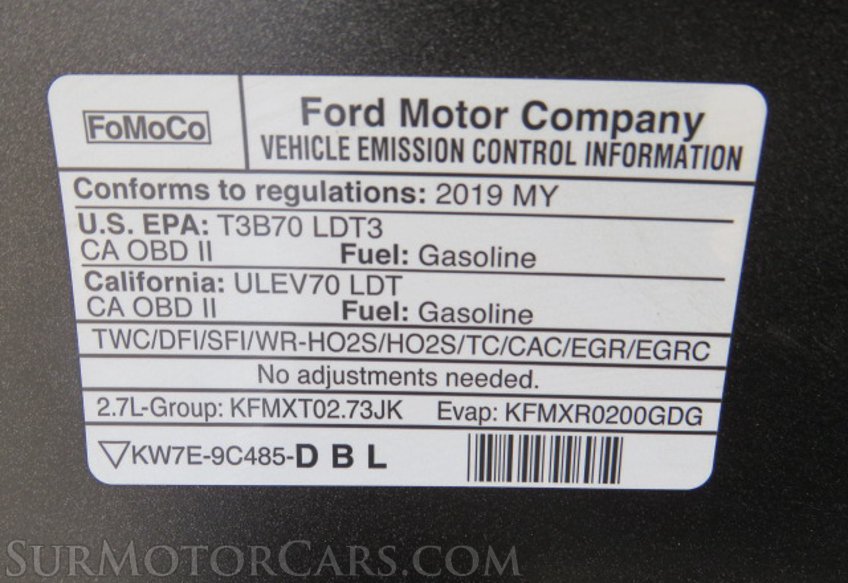 FoMoCo
Ford Motor Company
VEHICLE EMISSION CONTROL INFORMATION
Conforms to regulations: 2019 MY
U.S. EPA: T3B70 LDT3
CA OBD II Fuel: Gasoline
California: ULEV70 LDT
CA OBD II Fuel: Gasoline
TWC/DFI/SFI/WR-HO2S/HO2S/TC/CAC/EGR/EGRC
No adjustments needed.
2.7L-Group: KFMXT02.73JK Evap: KFMXR0200GDG
KW7E-9C485-D B L
SURMOTORCARS.COM